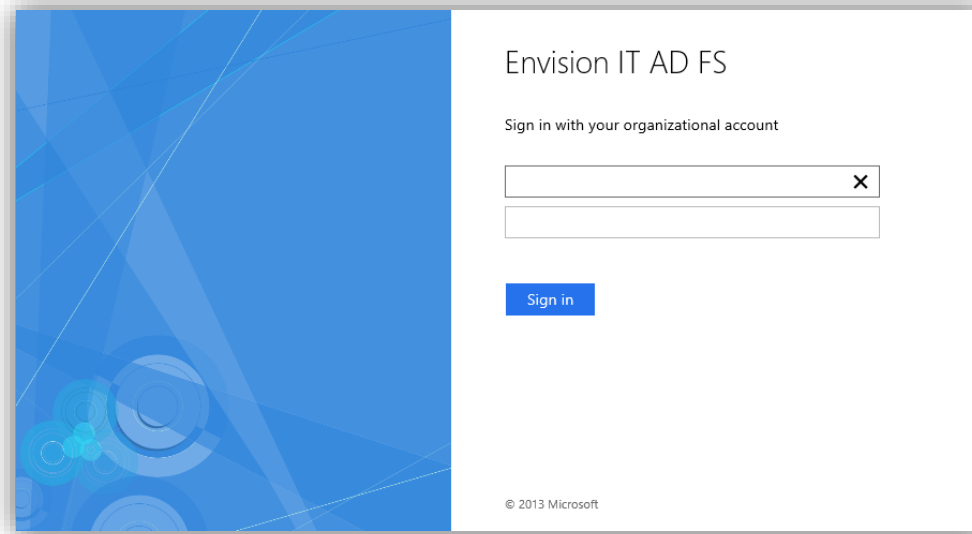 Envision IT AD FS
Sign in with your organizational account
Sign in
© 2013 Microsoft